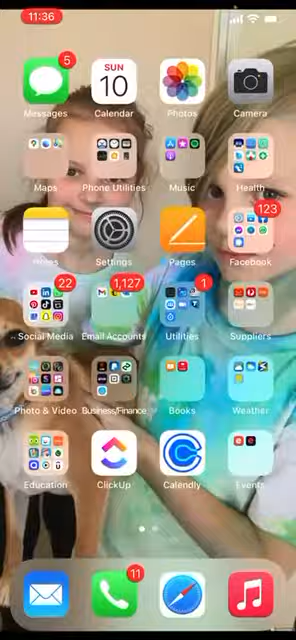 11:36
5
SUN
10
Messages Calendar Photos Camera
Maps Phone Utilities Music Health
123
Notes Settings Pages Facebook
22 1,127 1
Social Media Email Accounts Utilities Suppliers
Photo & Video Business/Finance Books Weather
Education ClickUp Calendly Events
11